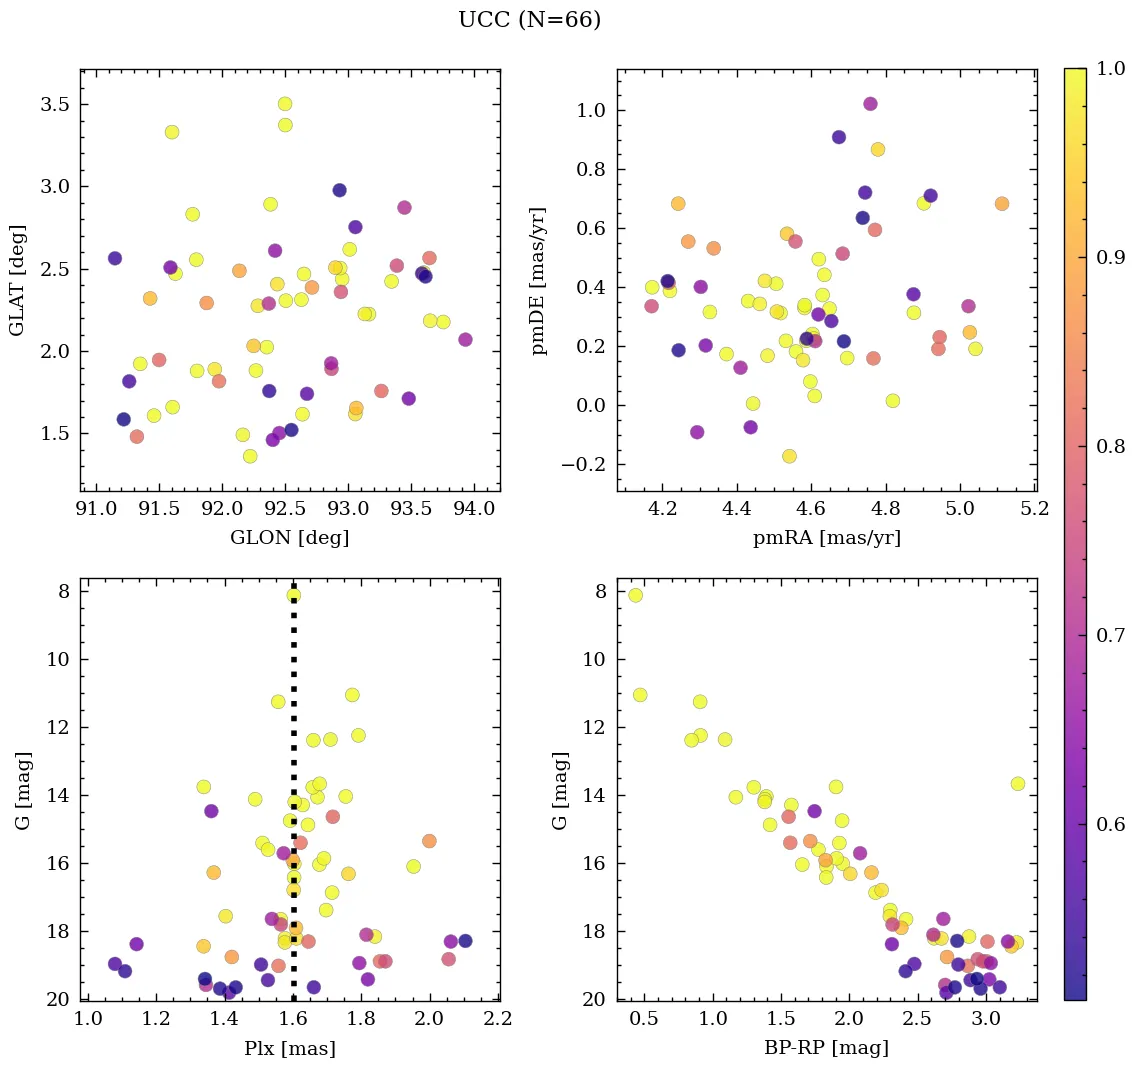 UCC (N=66)
3.5
3.0
2.5
2.0
1.5
GLAT [deg]
91.0 91.5 92.0 92.5 93.0 93.5 94.0
GLON [deg]
1.0
0.8
0.6
0.4
0.2
0.0
−0.2
pmDE [mas/yr]
4.2 4.4 4.6 4.8 5.0 5.2
pmRA [mas/yr]
1.0
0.9
0.8
0.7
0.6
8
10
12
14
16
18
20
G [mag]
1.0 1.2 1.4 1.6 1.8 2.0 2.2
Plx [mas]
8
10
12
14
16
18
20
G [mag]
0.5 1.0 1.5 2.0 2.5 3.0
BP-RP [mag]